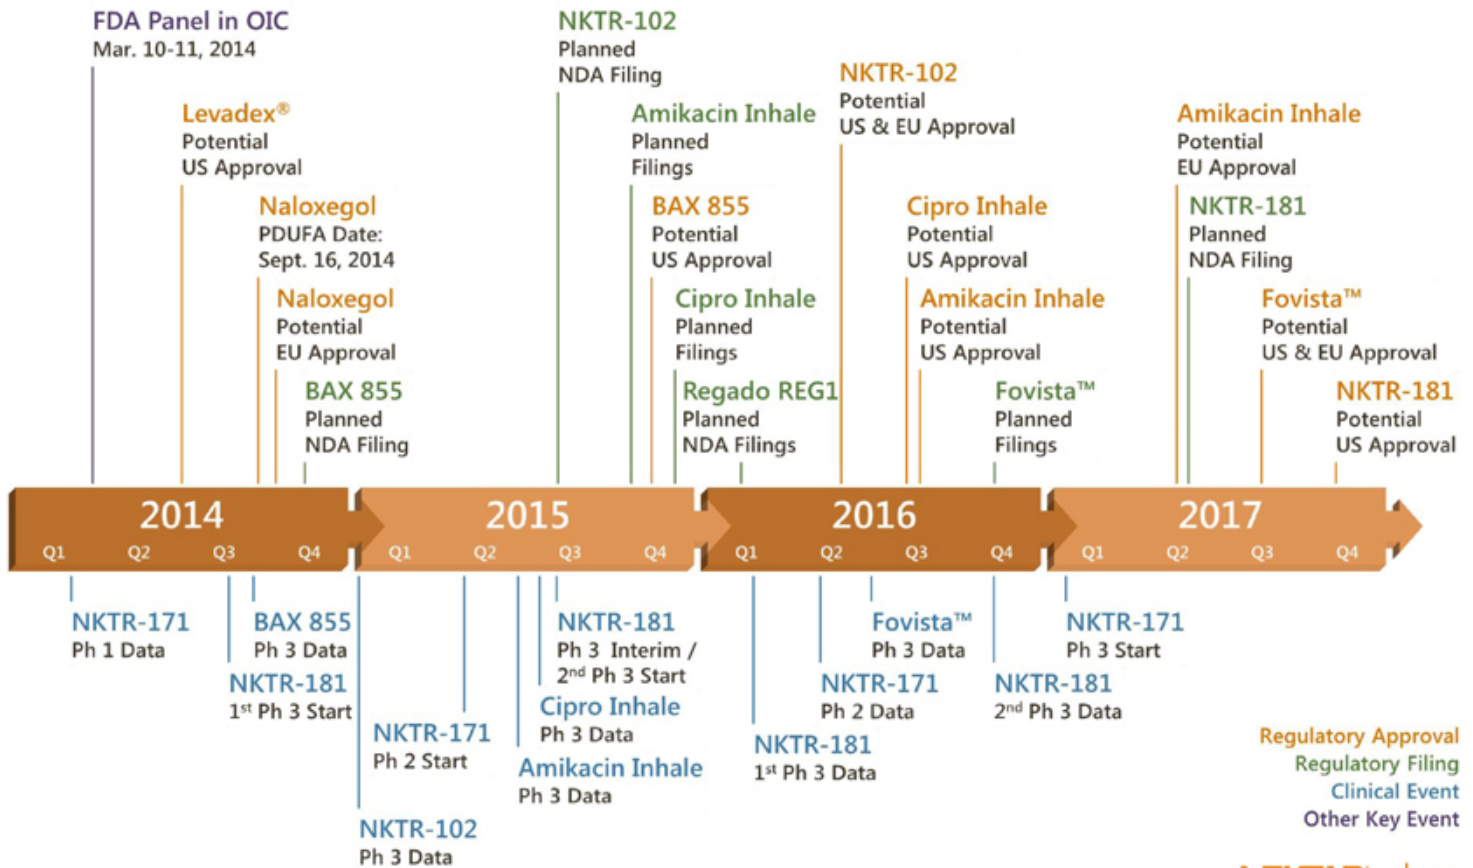 FDA Panel in OIC
Mar. 10-11, 2014
Levadex®
Potential
US Approval
Naloxegol
PDUFA Date:
Sept. 16, 2014
Naloxegol
Potential
EU Approval
BAX 855
Planned
NDA Filing
NKTR-102
Planned
NDA Filing
Amikacin Inhale
Planned
Filings
BAX 855
Potential
US Approval
Cipro Inhale
Planned
Filings
Regado REG1
Planned
NDA Filings
NKTR-102
Potential
US & EU Approval
Cipro Inhale
Potential
US Approval
Amikacin Inhale
Potential
US Approval
Fovista™
Planned
Filings
Amikacin Inhale
Potential
EU Approval
NKTR-181
Planned
NDA Filing
Fovista™
Potential
US & EU Approval
NKTR-181
Potential
US Approval
2014
Q1 Q2 Q3 Q4
2015
Q1 Q2 Q3 Q4
2016
Q1 Q2 Q3 Q4
2017
Q1 Q2 Q3 Q4
NKTR-171
Ph 1 Data
NKTR-181
1st Ph 3 Start
BAX 855
Ph 3 Data
NKTR-102
Ph 3 Data
NKTR-171
Ph 2 Start
Amikacin Inhale
Ph 3 Data
Cipro Inhale
Ph 3 Data
NKTR-181
Ph 3 Interim /
2nd Ph 3 Start
NKTR-181
1st Ph 3 Data
NKTR-171
Ph 2 Data
Fovista™
Ph 3 Data
NKTR-181
2nd Ph 3 Data
NKTR-171
Ph 3 Start
Regulatory Approval
Regulatory Filing
Clinical Event
Other Key Event